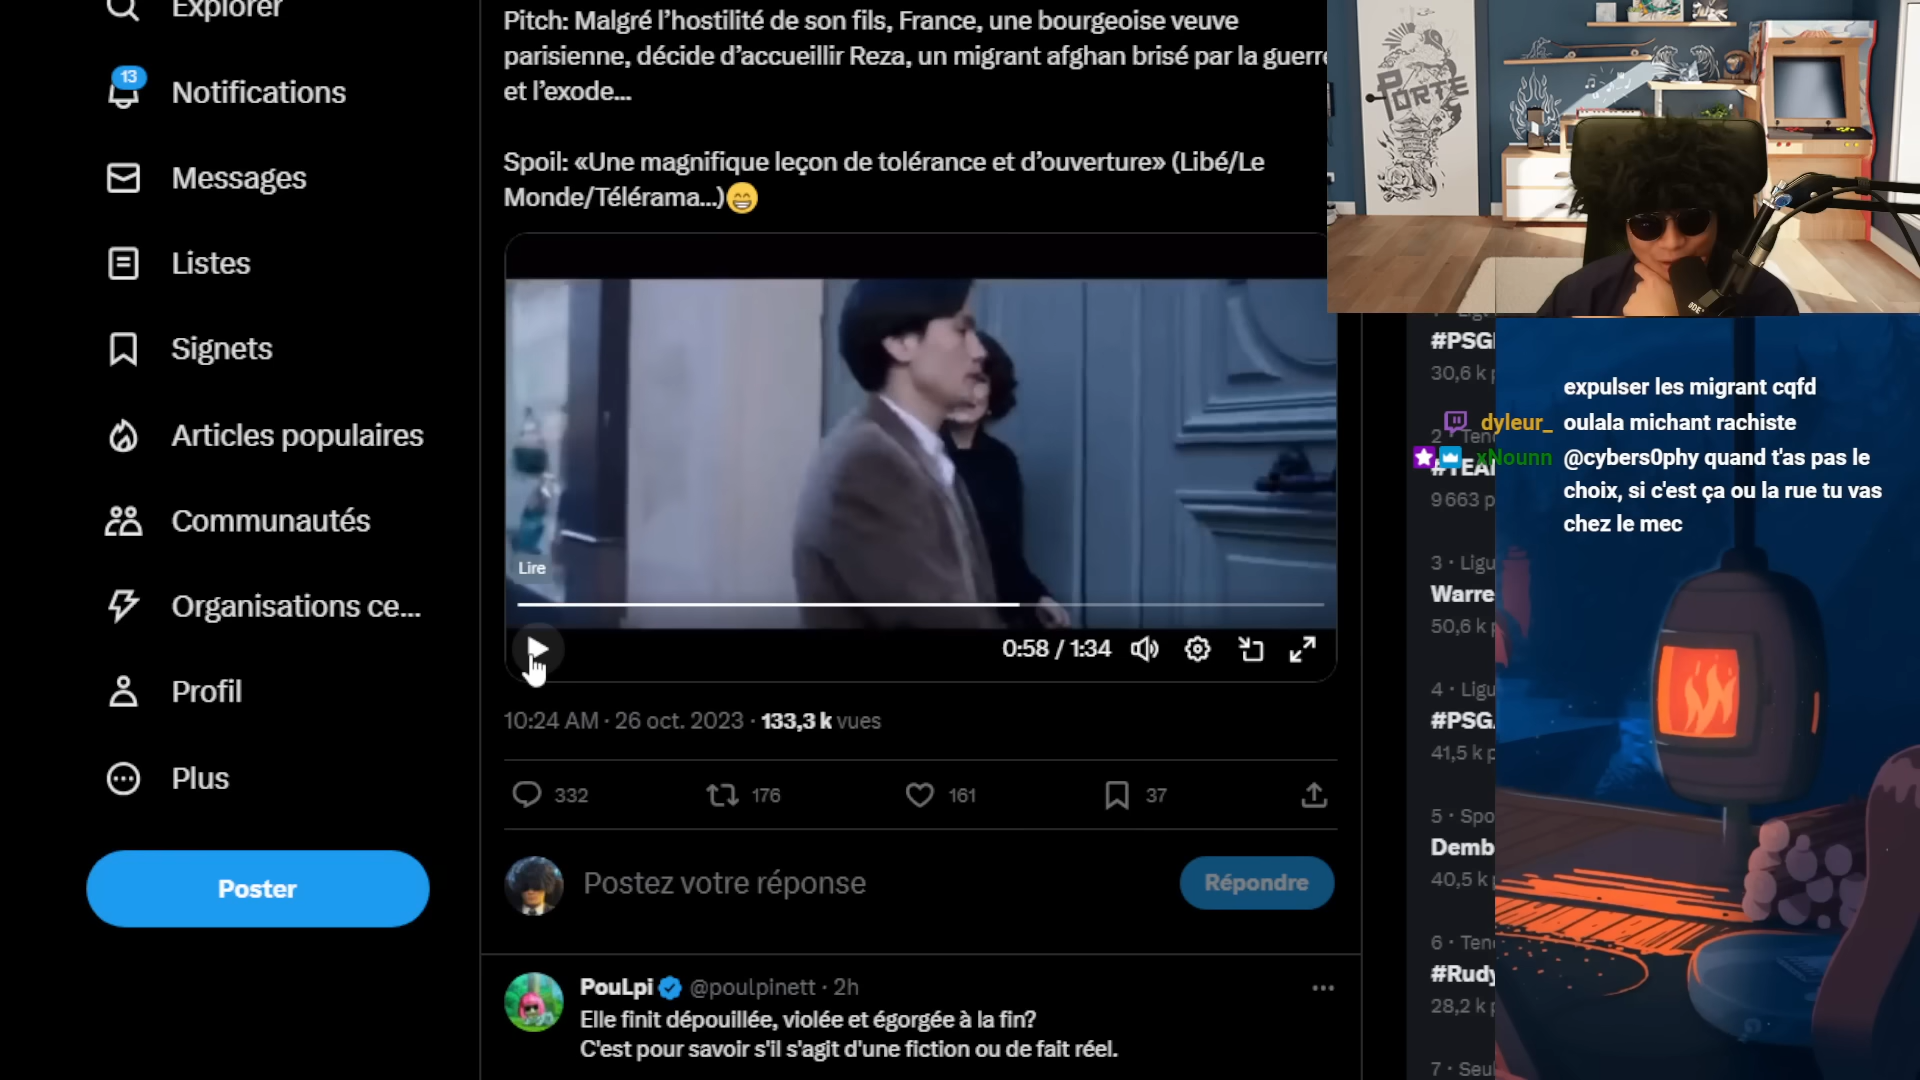 Explorer
13
Notifications
Messages
Listes
Signets
Articles populaires
Communautés
Organisations ce...
Profil
Plus
Poster
Pitch: Malgré l’hostilité de son fils, France, une bourgeoise veuve
parisienne, décide d’accueillir Reza, un migrant afghan brisé par la guerre
et l’exode...
Spoil: «Une magnifique leçon de tolérance et d’ouverture» (Libé/Le
Monde/Télérama...)😁
Lire
0:58 / 1:34
10:24 AM · 26 oct. 2023 · 133,3 k vues
332 176 161 37
Postez votre réponse
Répondre
PouLpi @poulpinett · 2h
Elle finit dépouillée, violée et égorgée à la fin?
C'est pour savoir s'il s'agit d'une fiction ou de fait réel.
PORTE
#PSG
30,6 k
2 · Ten
9 663 p
3 · Ligu
Warre
50,6 k p
4 · Ligu
#PSG
41,5 k p
5 · Spo
Demb
40,5 k
6 · Ten
#Rudy
28,2 k p
7 · Seul
expulser les migrant cqfd
dyleur_ oulala michant rachiste
xNounn @cybers0phy quand t'as pas le
choix, si c'est ça ou la rue tu vas
chez le mec